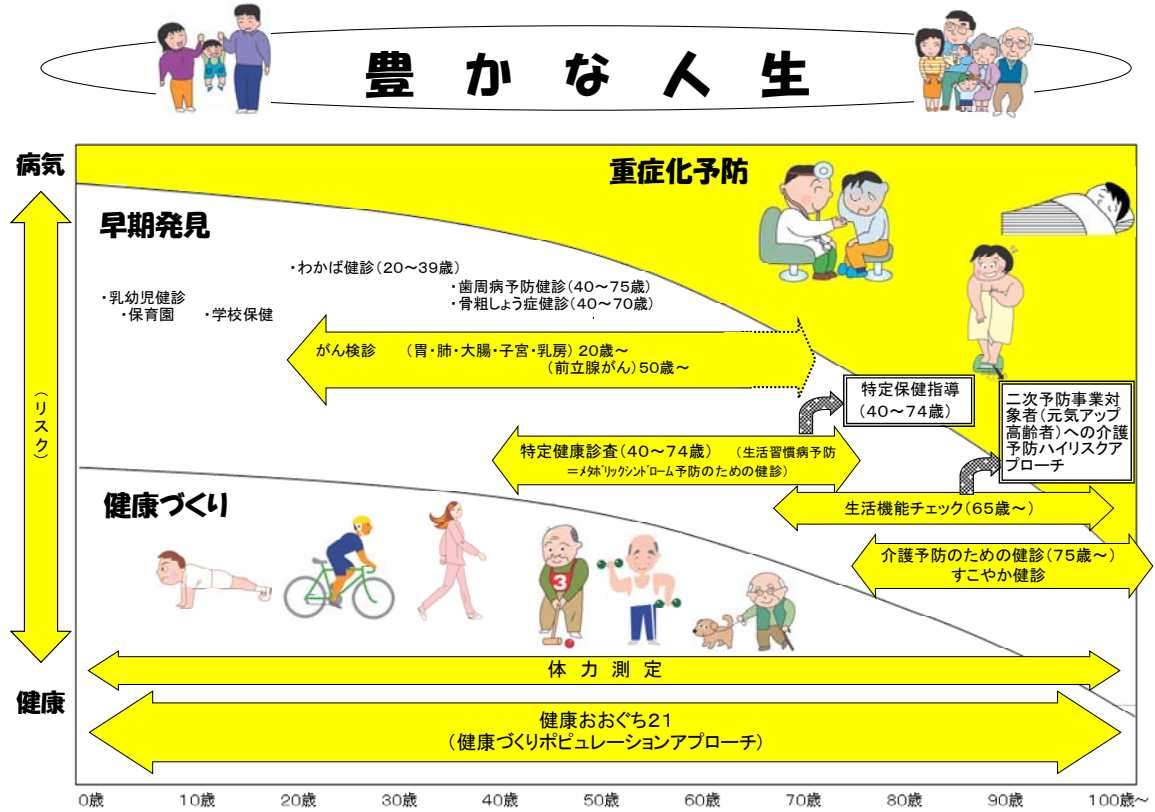 豊かな人生
病気
重症化予防
早期発見
・わかば健診(20～39歳)
・歯周病予防健診(40～75歳)
・骨粗しょう症健診(40～70歳)
・乳幼児健診
・保育園 ・学校保健
がん検診 (胃・肺・大腸・子宮・乳房) 20歳～
(前立腺がん) 50歳～
(リスク)
特定保健指導
(40～74歳)
二次予防事業対
象者(元気アップ
高齢者)への介護
予防ハイリスクア
プローチ
特定健康診査(40～74歳) (生活習慣病予防
＝ﾒﾀﾎﾞﾘｯｸｼﾝﾄﾞﾛｰﾑ予防のための健診)
健康づくり
生活機能チェック(65歳～)
介護予防のための健診(75歳～)
すこやか健診
3
体力測定
健康
健康おおぐち21
(健康づくりポピュレーションアプローチ)
0歳 10歳 20歳 30歳 40歳 50歳 60歳 70歳 80歳 90歳 100歳～